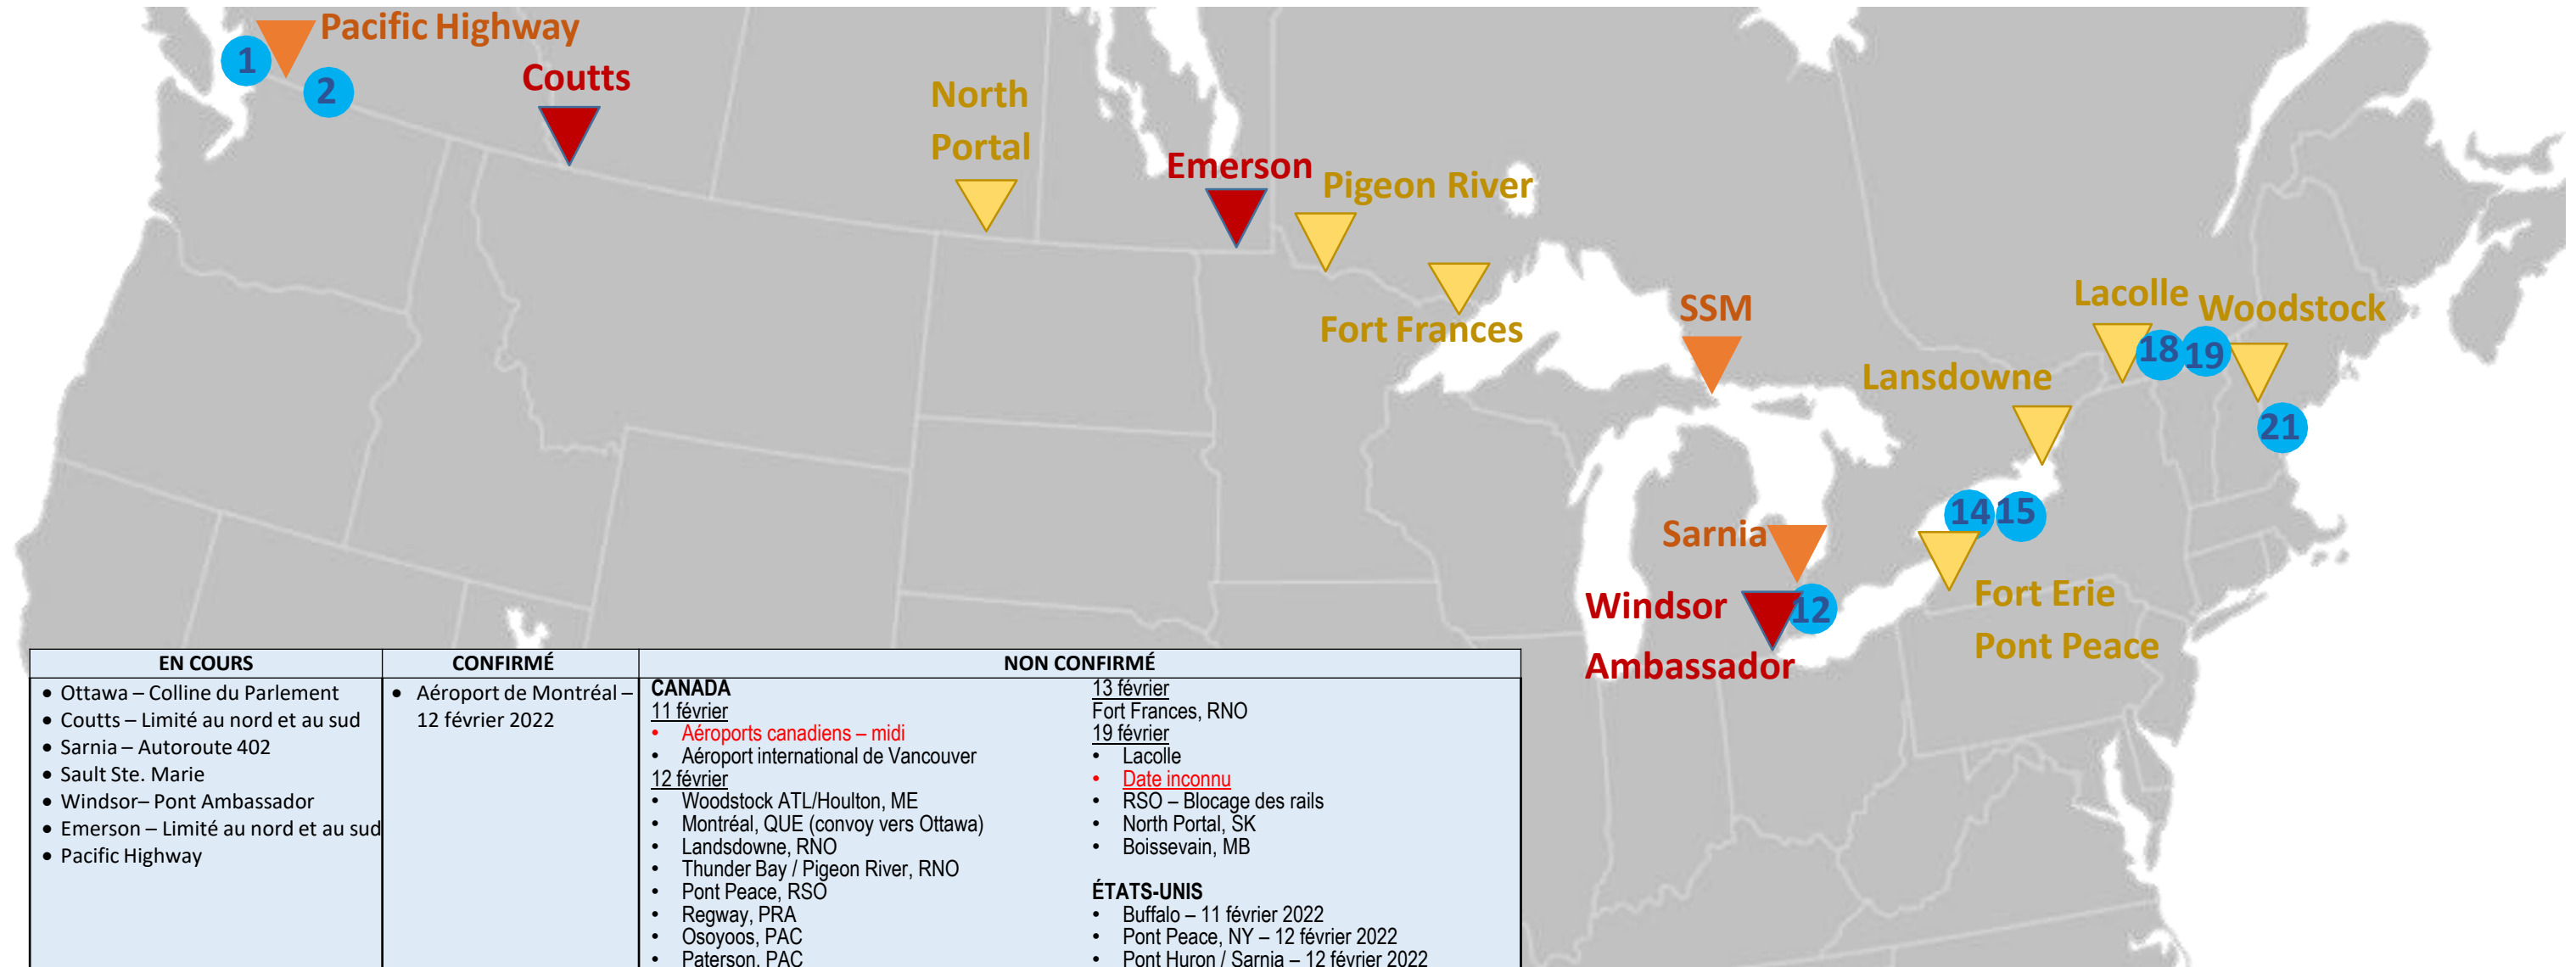 Pacific Highway
1
2
Coutts
North
Portal
Emerson
Pigeon River
Fort Frances
SSM
Lacolle
Woodstock
18
19
Lansdowne
21
14
15
Sarnia
Windsor
12
Ambassador
Fort Erie
Pont Peace
EN COURS
• Ottawa – Colline du Parlement
• Coutts – Limité au nord et au sud
• Sarnia – Autoroute 402
• Sault Ste. Marie
• Windsor– Pont Ambassador
• Emerson – Limité au nord et au sud
• Pacific Highway
CONFIRMÉ
• Aéroport de Montréal –
12 février 2022
NON CONFIRMÉ
CANADA
11 février
• Aéroports canadiens – midi
• Aéroport international de Vancouver
12 février
• Woodstock ATL/Houlton, ME
• Montréal, QUE (convoy vers Ottawa)
• Landsdowne, RNO
• Thunder Bay / Pigeon River, RNO
• Pont Peace, RSO
• Regway, PRA
• Osoyoos, PAC
• Paterson, PAC
13 février
Fort Frances, RNO
19 février
• Lacolle
• Date inconnu
• RSO – Blocage des rails
• North Portal, SK
• Boissevain, MB
ÉTATS-UNIS
• Buffalo – 11 février 2022
• Pont Peace, NY – 12 février 2022
• Pont Huron / Sarnia – 12 février 2022